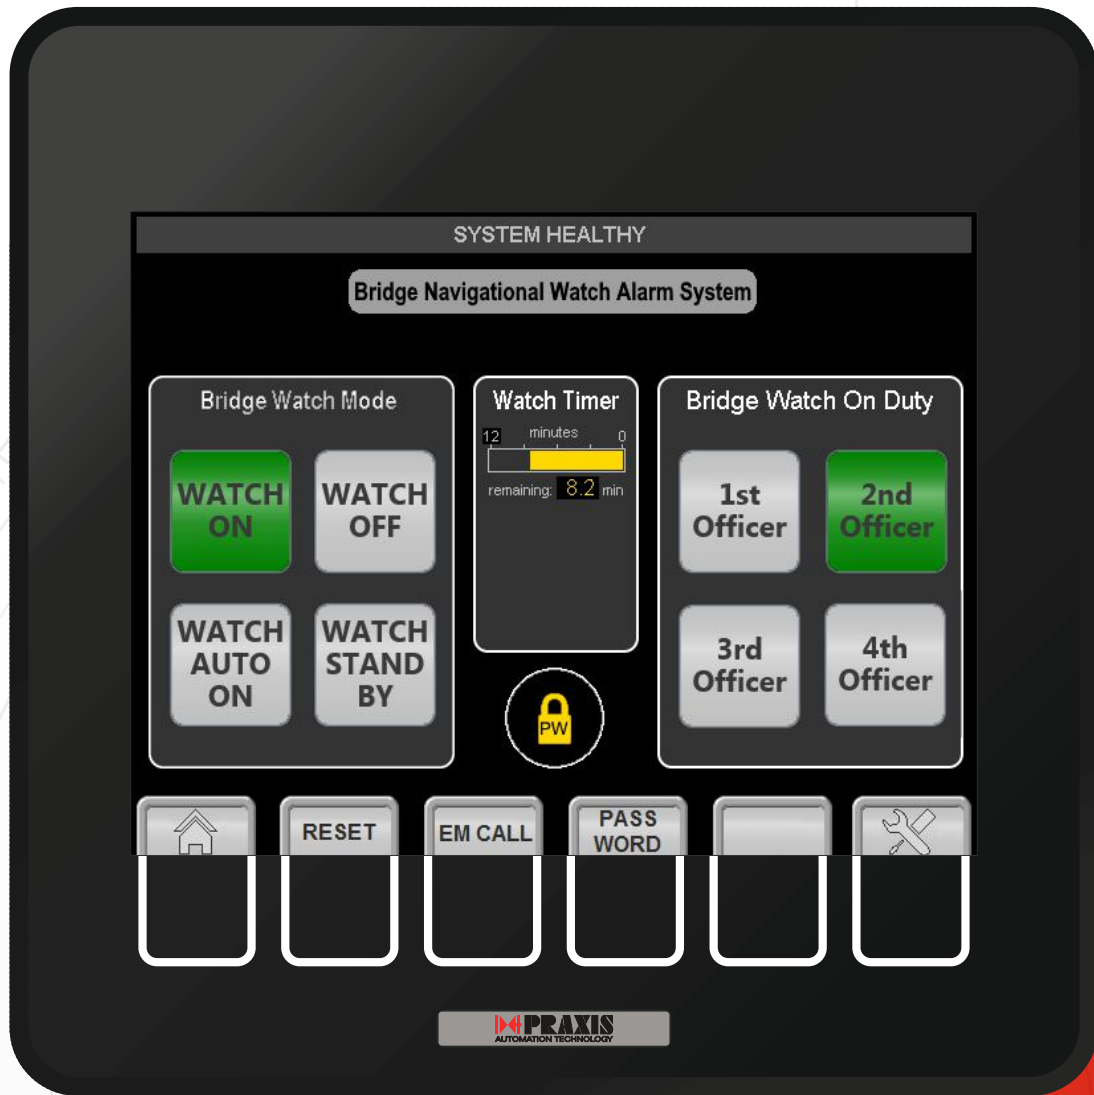 SYSTEM HEALTHY
Bridge Navigational Watch Alarm System
Bridge Watch Mode
WATCH
ON
WATCH
OFF
WATCH
AUTO
ON
WATCH
STAND
BY
Watch Timer
12 minutes 0
remaining: 8.2 min
PW
Bridge Watch On Duty
1st
Officer
2nd
Officer
3rd
Officer
4th
Officer
RESET
EM CALL
PASS
WORD
PRAXIS
AUTOMATION TECHNOLOGY